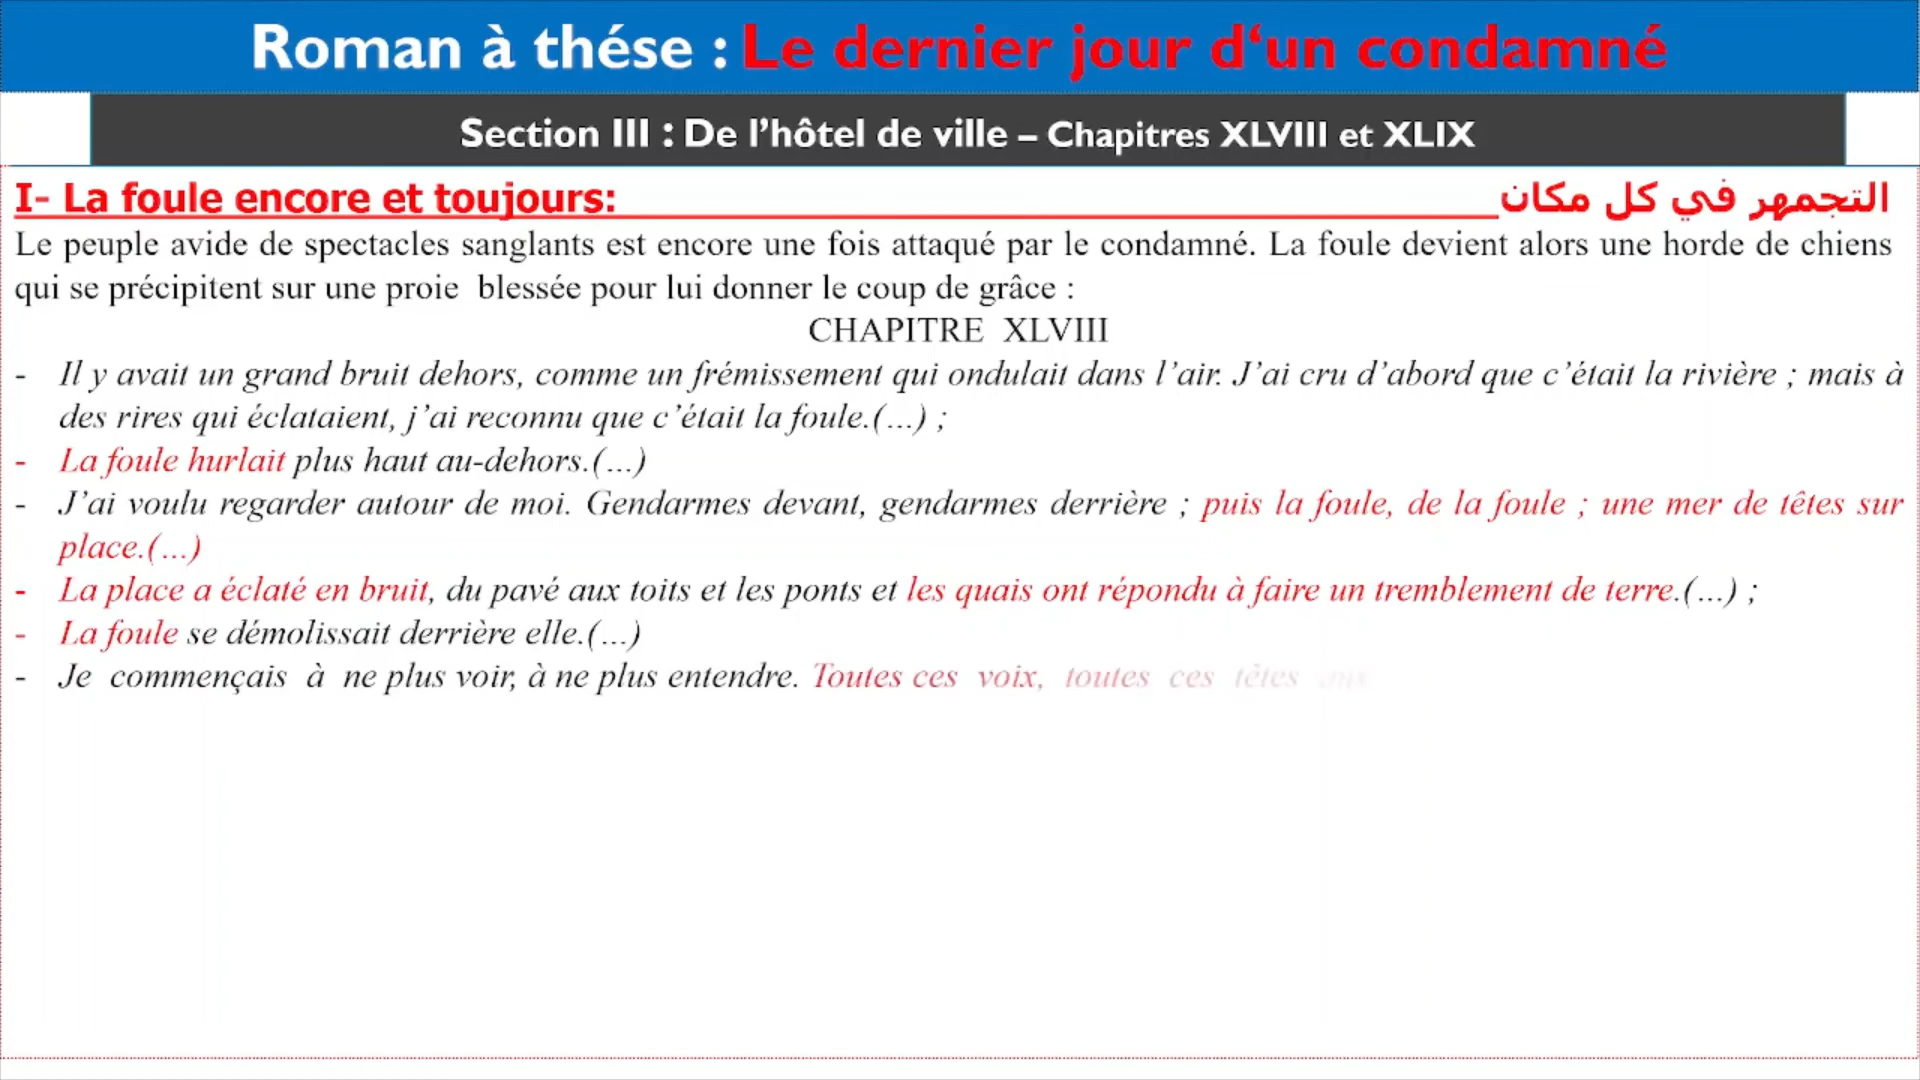 Roman à thése : Le dernier jour d‘un condamné
Section III : De l’hôtel de ville – Chapitres XLVIII et XLIX
I- La foule encore et toujours: التجمهر في كل مكان
Le peuple avide de spectacles sanglants est encore une fois attaqué par le condamné. La foule devient alors une horde de chiens
qui se précipitent sur une proie blessée pour lui donner le coup de grâce :
CHAPITRE XLVIII
- Il y avait un grand bruit dehors, comme un frémissement qui ondulait dans l’air. J’ai cru d’abord que c’était la rivière ; mais à
des rires qui éclataient, j’ai reconnu que c’était la foule.(…) ;
- La foule hurlait plus haut au-dehors.(…)
- J’ai voulu regarder autour de moi. Gendarmes devant, gendarmes derrière ; puis la foule, de la foule ; une mer de têtes sur
place.(…)
- La place a éclaté en bruit, du pavé aux toits et les ponts et les quais ont répondu à faire un tremblement de terre.(…) ;
- La foule se démolissait derrière elle.(…)
- Je commençais à ne plus voir, à ne plus entendre. Toutes ces voix, toutes ces têtes aux